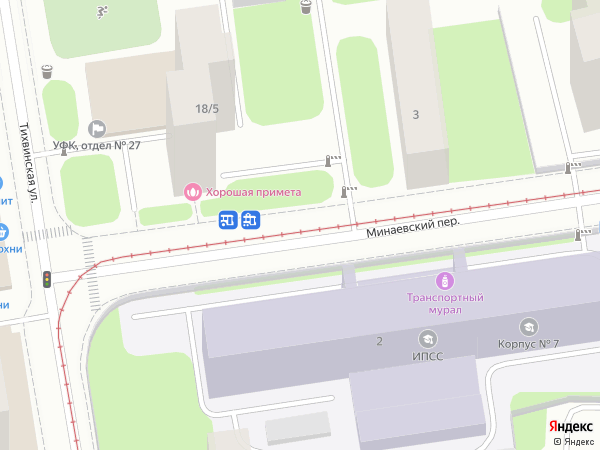 18/5
3
УФК, отдел № 27
Тихвинская ул.
Хорошая примета
Минаевский пер.
Транспортный
мурал
2
ИПСС
Корпус № 7
Яндекс
© Яндекс